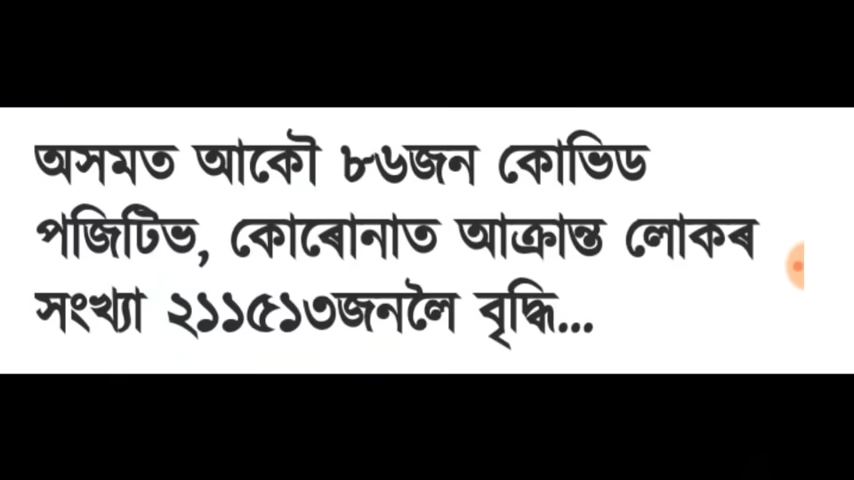 অসমত আকৌ ৮৬জন কোভিড
পজিটিভ, কোৰোনাত আক্ৰান্ত লোকৰ
সংখ্যা ২১১৫১৩জনলৈ বৃদ্ধি...